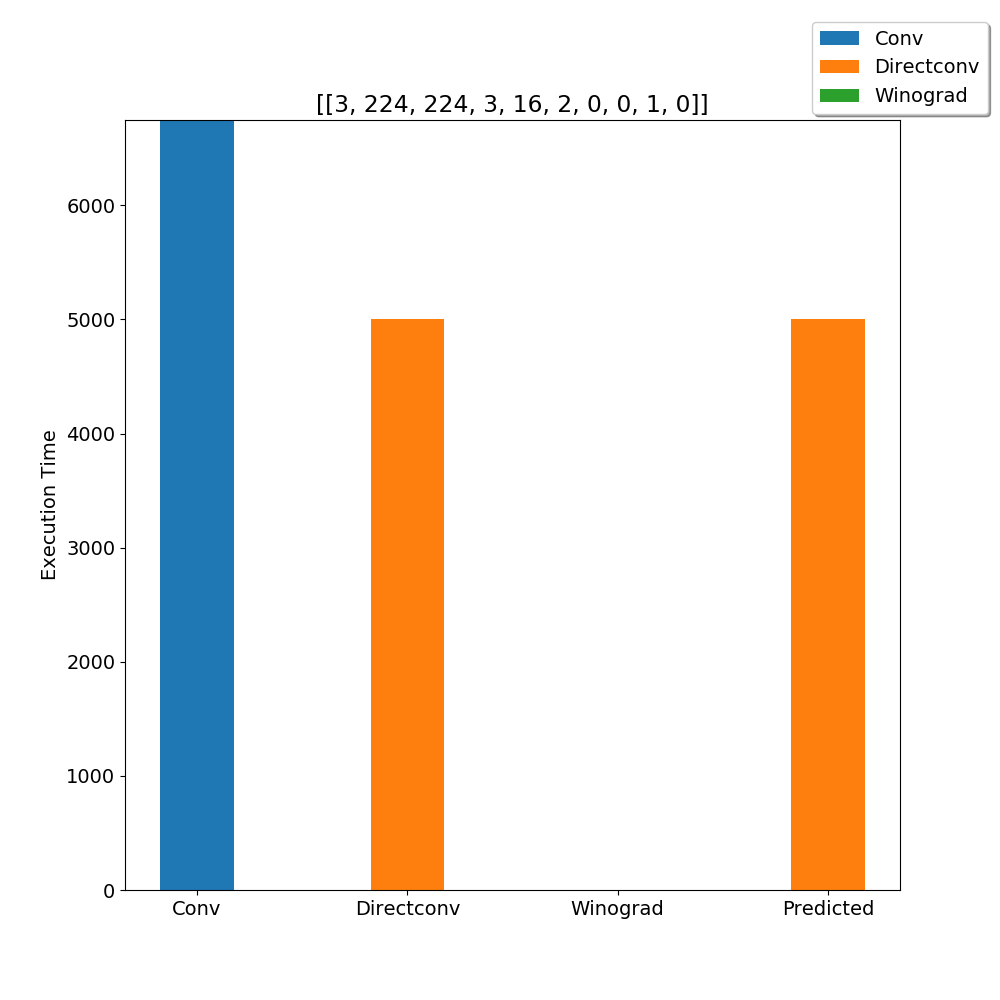 Conv
Directconv
Winograd
[[3, 224, 224, 3, 16, 2, 0, 0, 1, 0]]
6000
5000
4000
3000
2000
1000
0
Execution Time
Conv Directconv Winograd Predicted